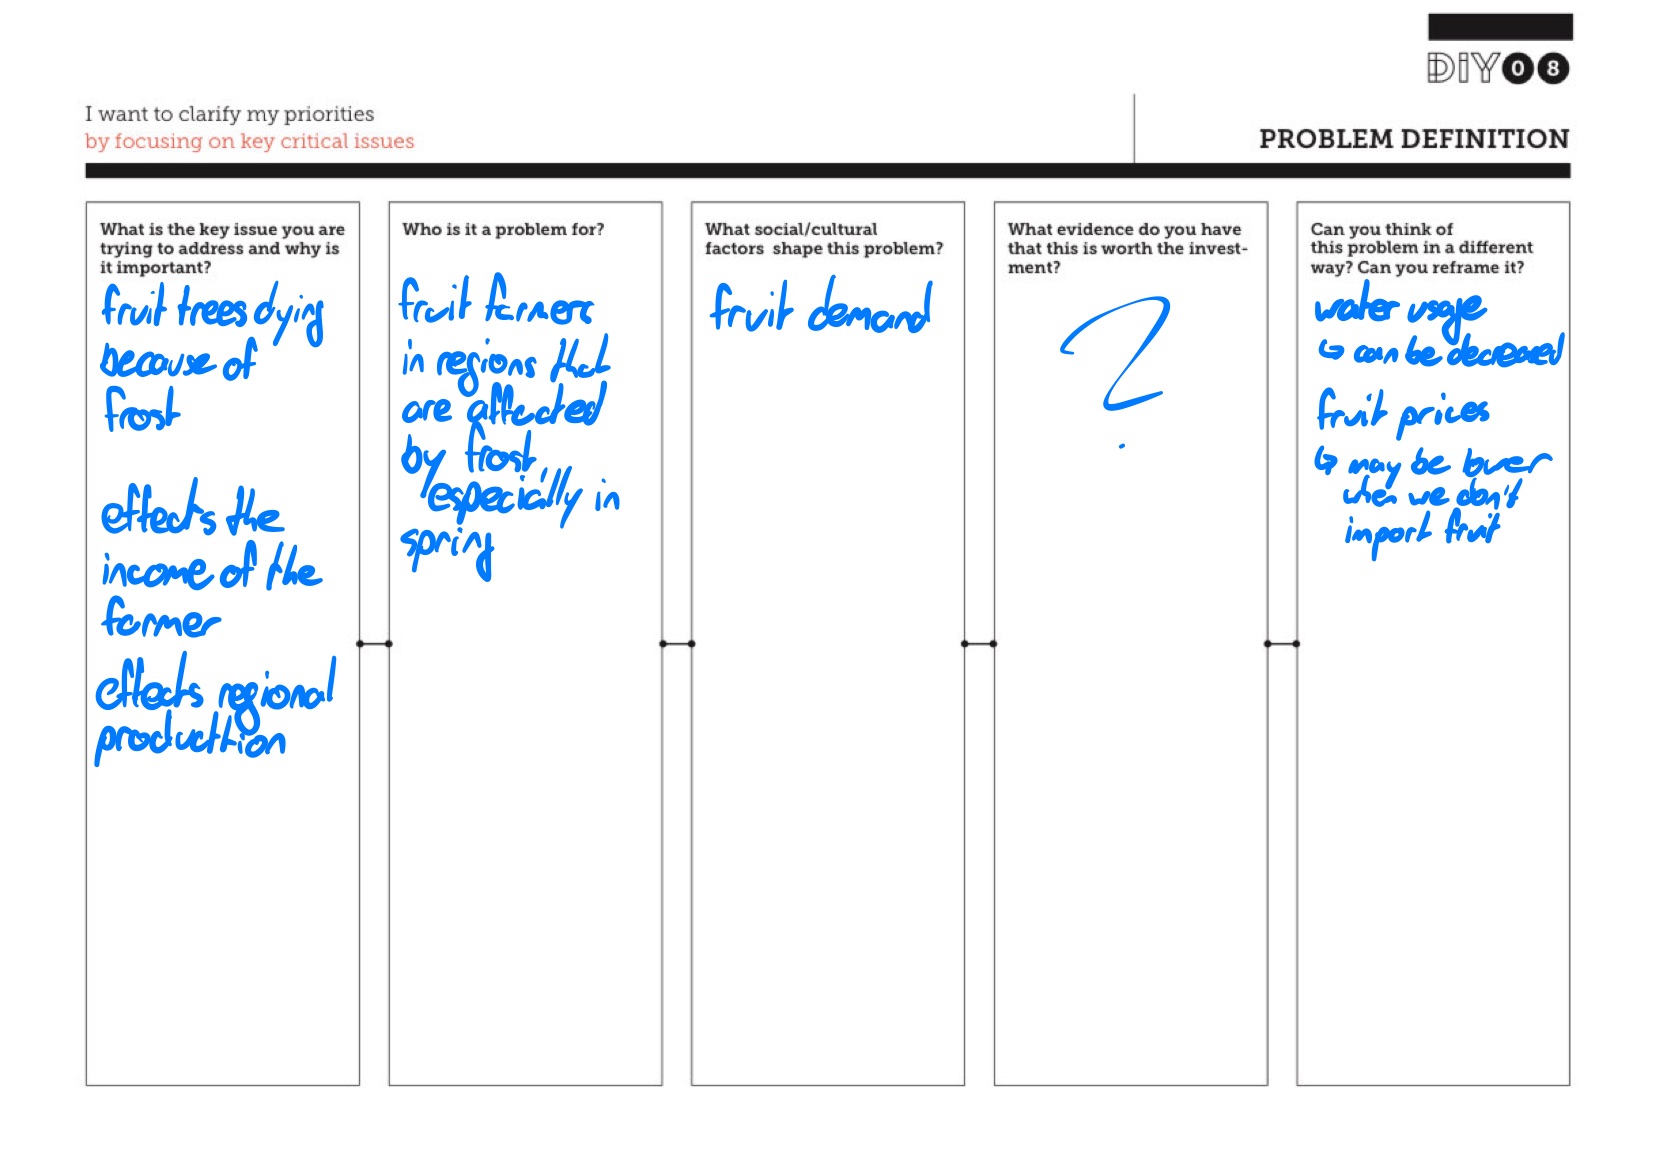 DIY08
I want to clarify my priorities
by focusing on key critical issues
PROBLEM DEFINITION
What is the key issue you are
trying to address and why is
it important?
fruit trees dying
because of
frost
effects the
income of the
farmer
effects regional
producttion
Who is it a problem for?
fruit farmers
in regions that
are affected
by frost,
especially in
spring
What social/cultural
factors shape this problem?
fruit demand
What evidence do you have
that this is worth the invest-
ment?
?
Can you think of
this problem in a different
way? Can you reframe it?
water usage
↳ can be decreased
fruit prices
↳ may be lower
when we don't
import fruit